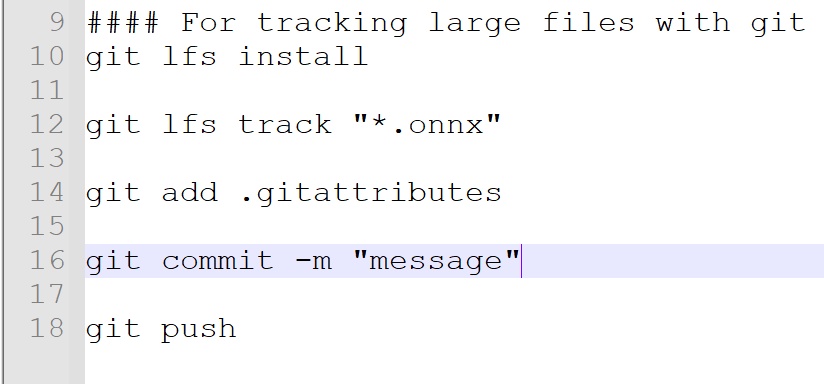 9 #### For tracking large files with git
10 git lfs install
11
12 git lfs track "*.onnx"
13
14 git add .gitattributes
15
16 git commit -m "message"
17
18 git push